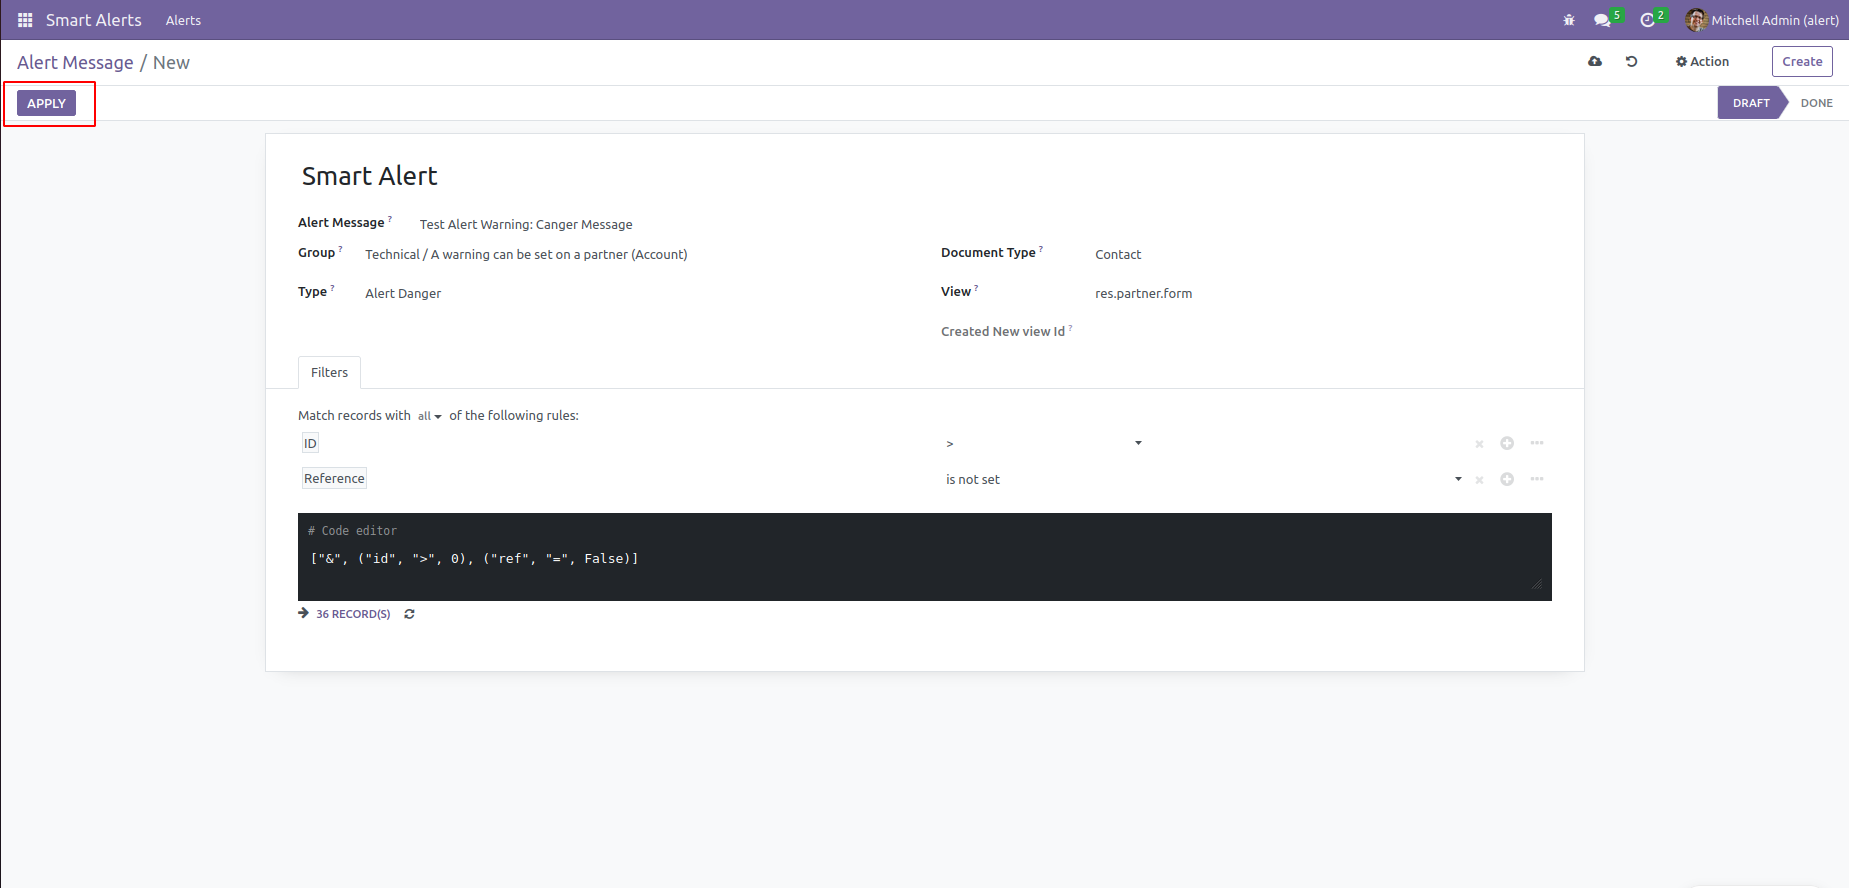 Smart Alerts Alerts 5 2 Mitchell Admin (alert)
Alert Message / New Action Create
APPLY DRAFT DONE
Smart Alert
Alert Message ? Test Alert Warning: Canger Message
Group ? Technical / A warning can be set on a partner (Account) Document Type ? Contact
Type ? Alert Danger View ? res.partner.form
Created New view Id ?
Filters
Match records with all of the following rules:
ID >
Reference is not set
# Code editor
["&", ("id", ">", 0), ("ref", "=", False)]
36 RECORD(S)